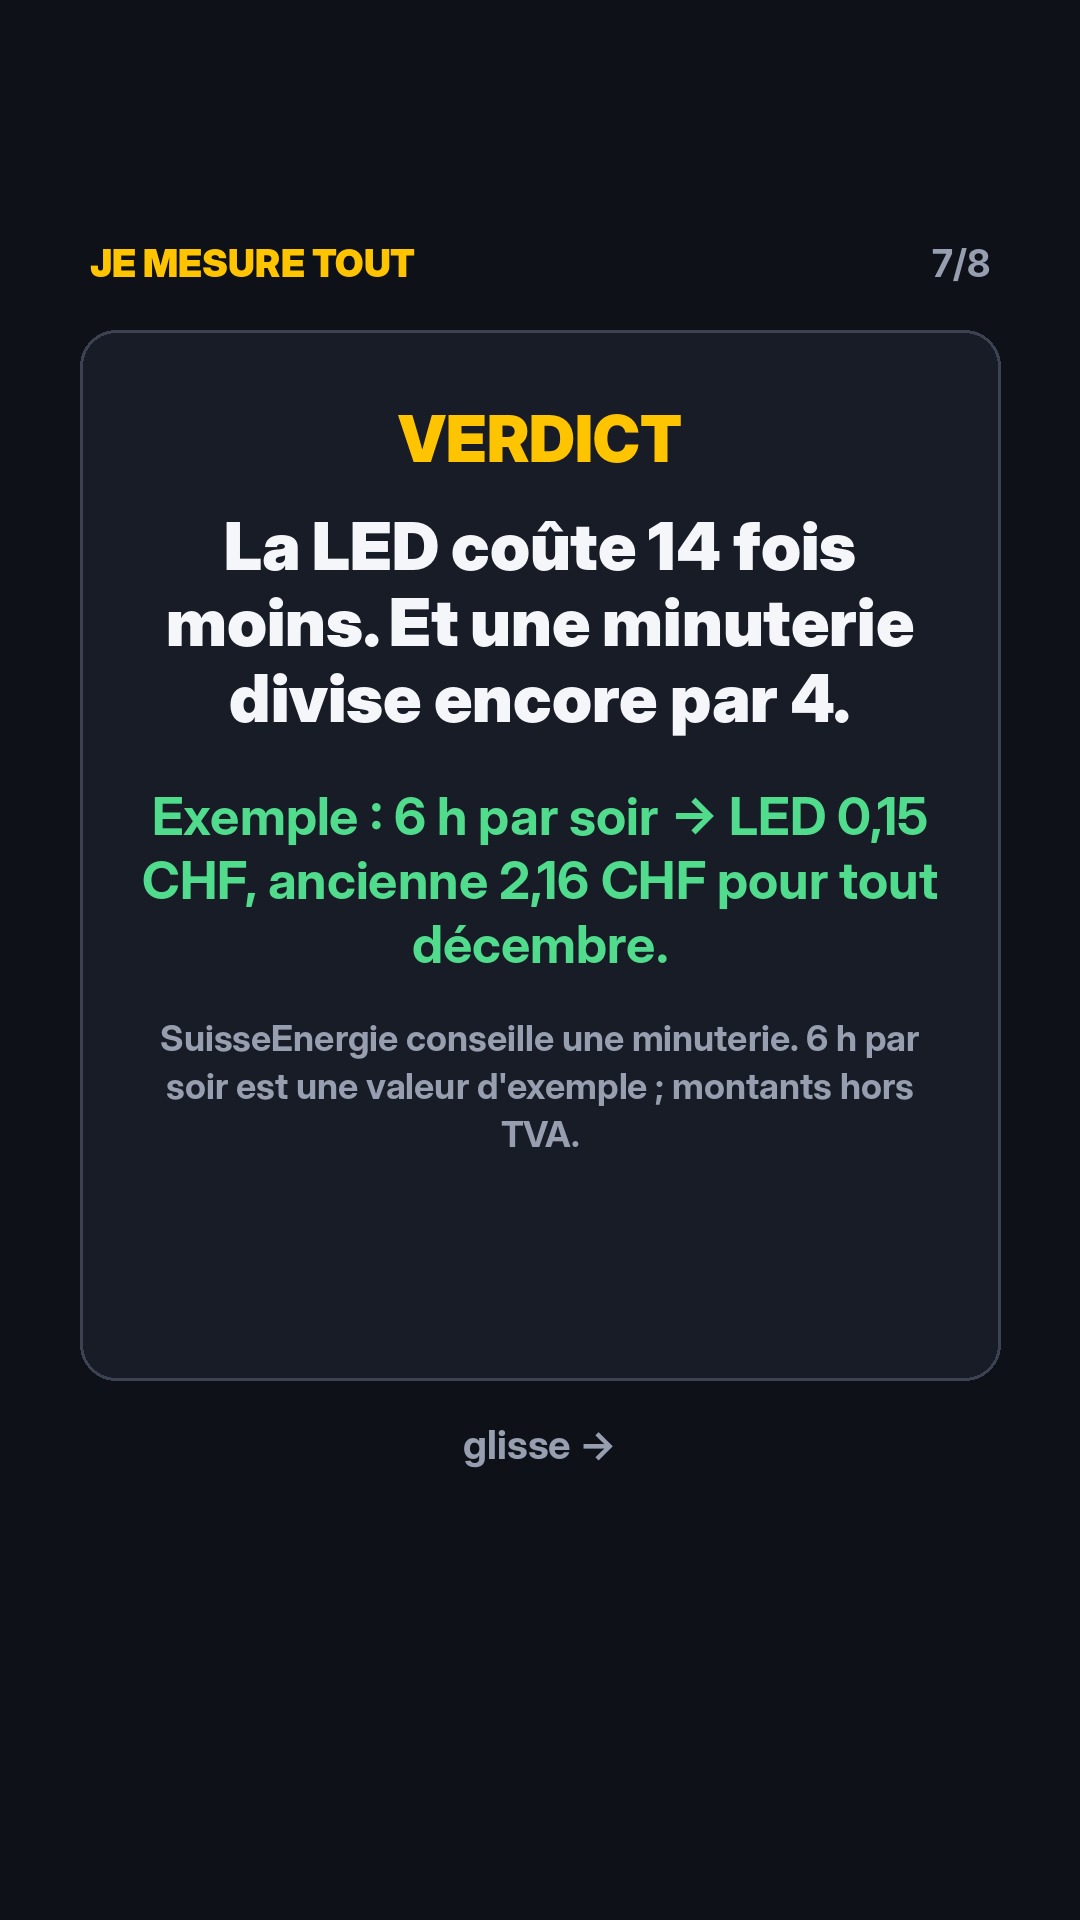 JE MESURE TOUT
7/8
VERDICT
La LED coûte 14 fois
moins. Et une minuterie
divise encore par 4.
Exemple : 6 h par soir → LED 0,15
CHF, ancienne 2,16 CHF pour tout
décembre.
SuisseEnergie conseille une minuterie. 6 h par
soir est une valeur d'exemple ; montants hors
TVA.
glisse →